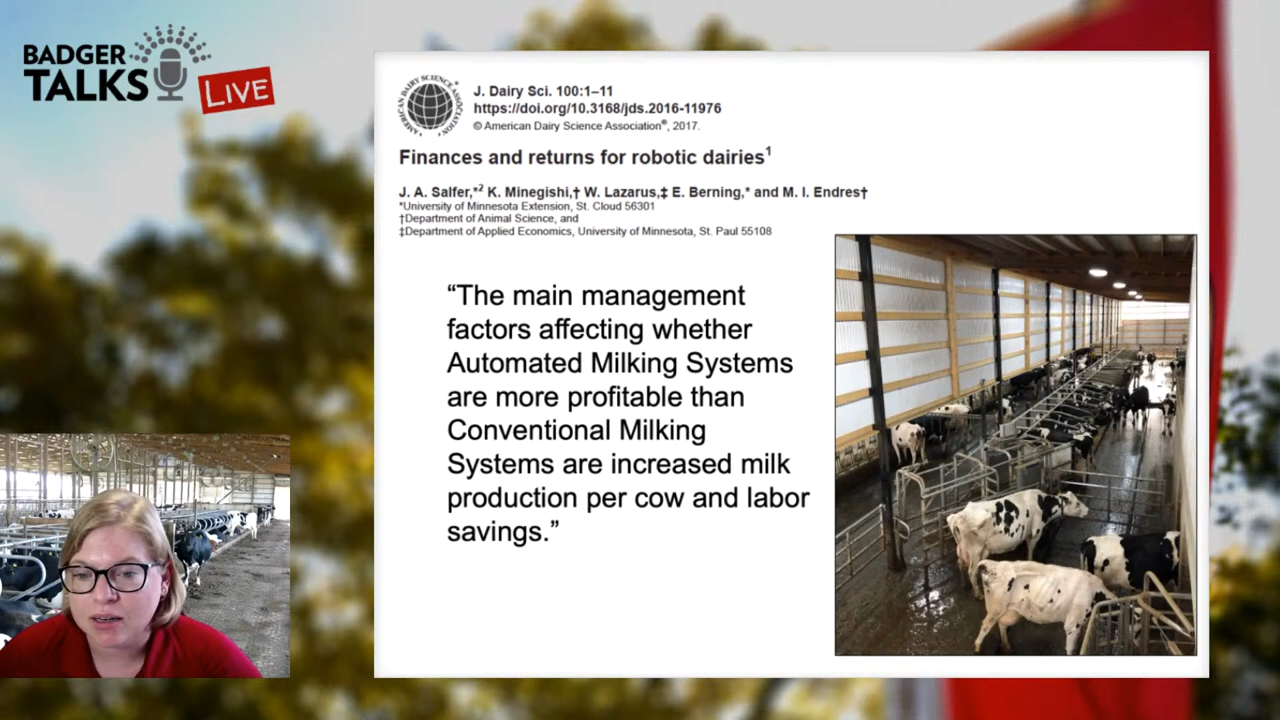 BADGER
TALKS
LIVE
AMERICAN DAIRY SCIENCE ASSOCIATION®
J. Dairy Sci. 100:1–11
https://doi.org/10.3168/jds.2016-11976
© American Dairy Science Association®, 2017.
Finances and returns for robotic dairies1
J. A. Salfer,*2 K. Minegishi,† W. Lazarus,‡ E. Berning,* and M. I. Endres†
*University of Minnesota Extension, St. Cloud 56301
†Department of Animal Science, and
‡Department of Applied Economics, University of Minnesota, St. Paul 55108
“The main management
factors affecting whether
Automated Milking Systems
are more profitable than
Conventional Milking
Systems are increased milk
production per cow and labor
savings.”